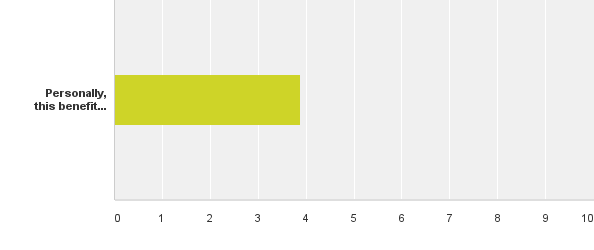 Personally,
this benefit...
0 1 2 3 4 5 6 7 8 9 10